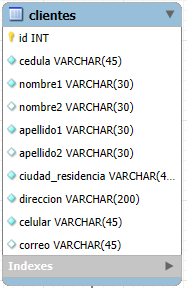 clientes
id INT
cedula VARCHAR(45)
nombre1 VARCHAR(30)
nombre2 VARCHAR(30)
apellido1 VARCHAR(30)
apellido2 VARCHAR(30)
ciudad_residencia VARCHAR(4...
direccion VARCHAR(200)
celular VARCHAR(45)
correo VARCHAR(45)
Indexes